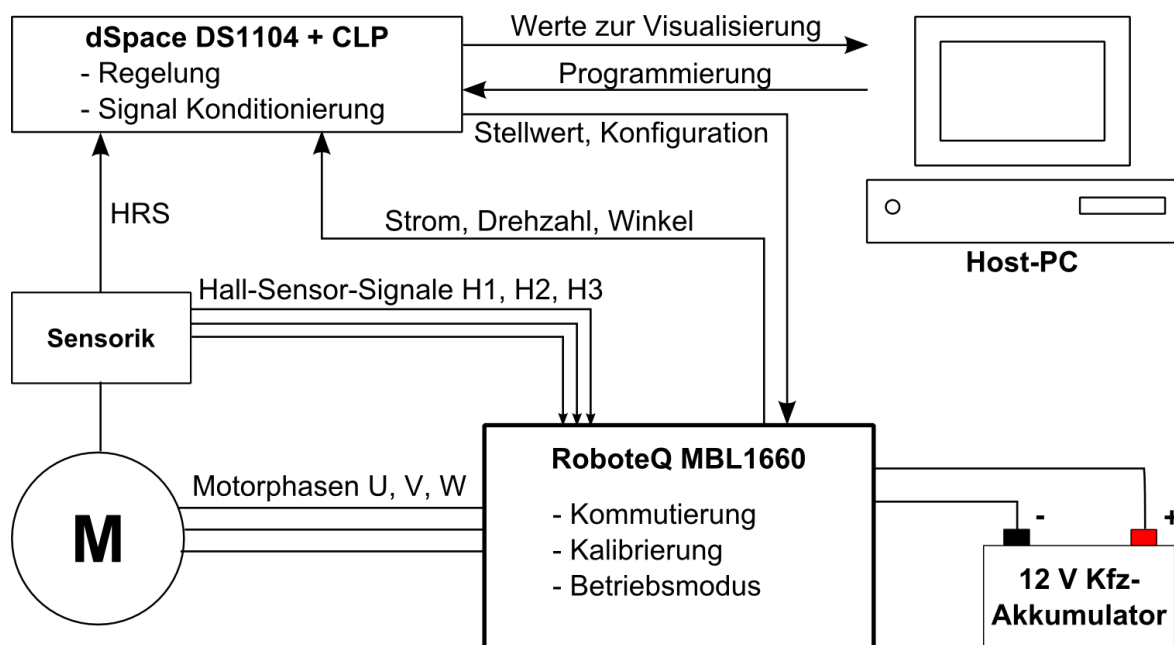 dSpace DS1104 + CLP
- Regelung
- Signal Konditionierung
Werte zur Visualisierung
Programmierung
Stellwert, Konfiguration
HRS
Strom, Drehzahl, Winkel
Host-PC
Hall-Sensor-Signale H1, H2, H3
Sensorik
RoboteQ MBL1660
- Kommutierung
- Kalibrierung
- Betriebsmodus
Motorphasen U, V, W
M
- +
12 V Kfz-
Akkumulator